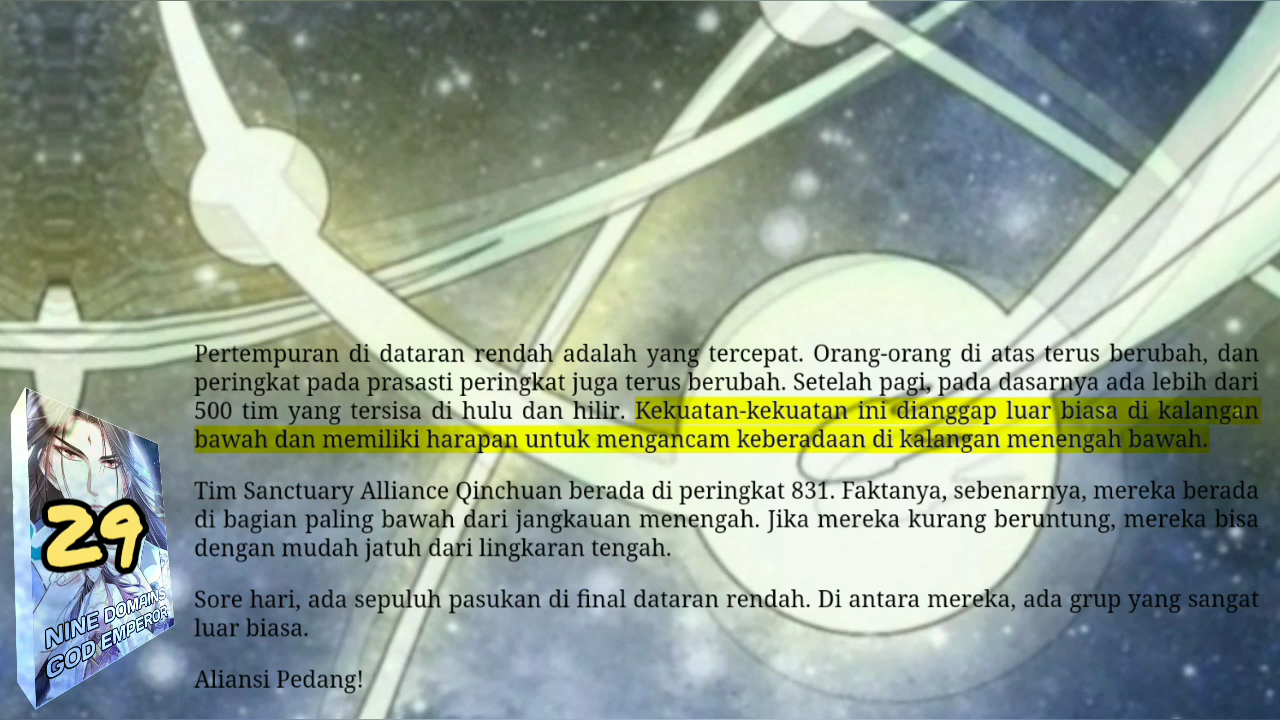 Pertempuran di dataran rendah adalah yang tercepat. Orang-orang di atas terus berubah, dan
peringkat pada prasasti peringkat juga terus berubah. Setelah pagi, pada dasarnya ada lebih dari
500 tim yang tersisa di hulu dan hilir. Kekuatan-kekuatan ini dianggap luar biasa di kalangan
bawah dan memiliki harapan untuk mengancam keberadaan di kalangan menengah bawah.
Tim Sanctuary Alliance Qinchuan berada di peringkat 831. Faktanya, sebenarnya, mereka berada
di bagian paling bawah dari jangkauan menengah. Jika mereka kurang beruntung, mereka bisa
dengan mudah jatuh dari lingkaran tengah.
Sore hari, ada sepuluh pasukan di final dataran rendah. Di antara mereka, ada grup yang sangat
luar biasa.
Aliansi Pedang!
29
NINE DOMAINS
GOD EMPEROR